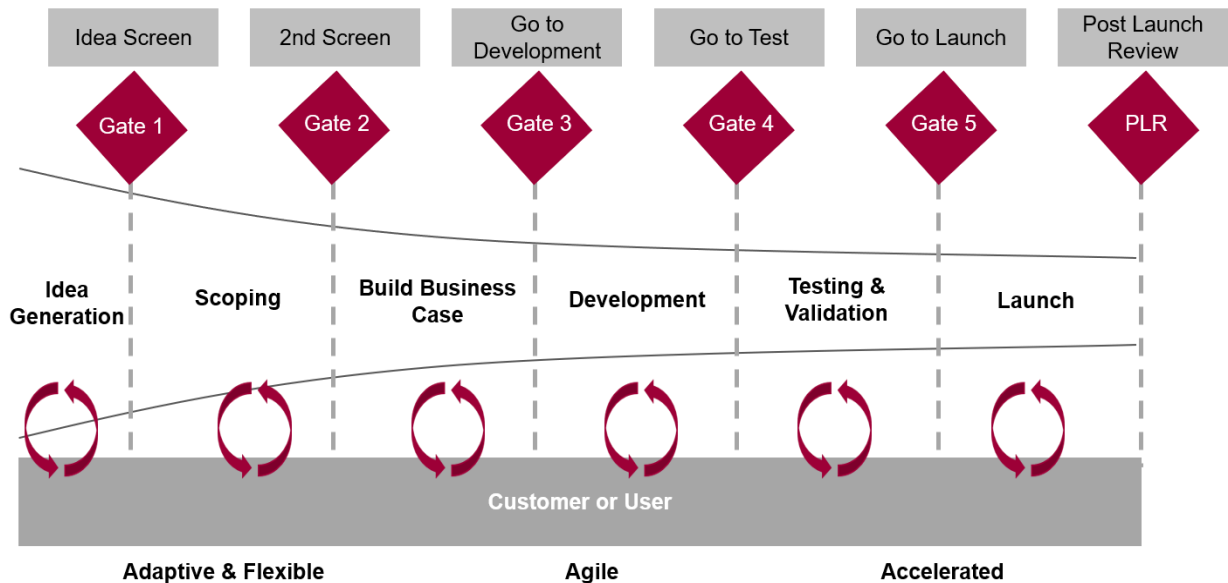 Idea Screen
2nd Screen
Go to
Development
Go to Test
Go to Launch
Post Launch
Review
Gate 1
Gate 2
Gate 3
Gate 4
Gate 5
PLR
Idea
Generation
Scoping
Build Business
Case
Development
Testing &
Validation
Launch
Customer or User
Adaptive & Flexible
Agile
Accelerated